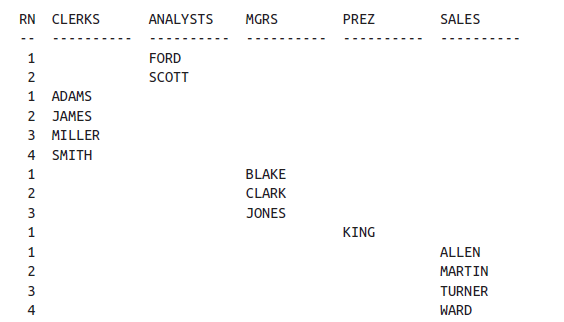 RN CLERKS ANALYSTS MGRS PREZ SALES
-- ---------- ---------- ---------- ---------- ----------
1 FORD
2 SCOTT
1 ADAMS
2 JAMES
3 MILLER
4 SMITH
1 BLAKE
2 CLARK
3 JONES
1 KING
1 ALLEN
2 MARTIN
3 TURNER
4 WARD